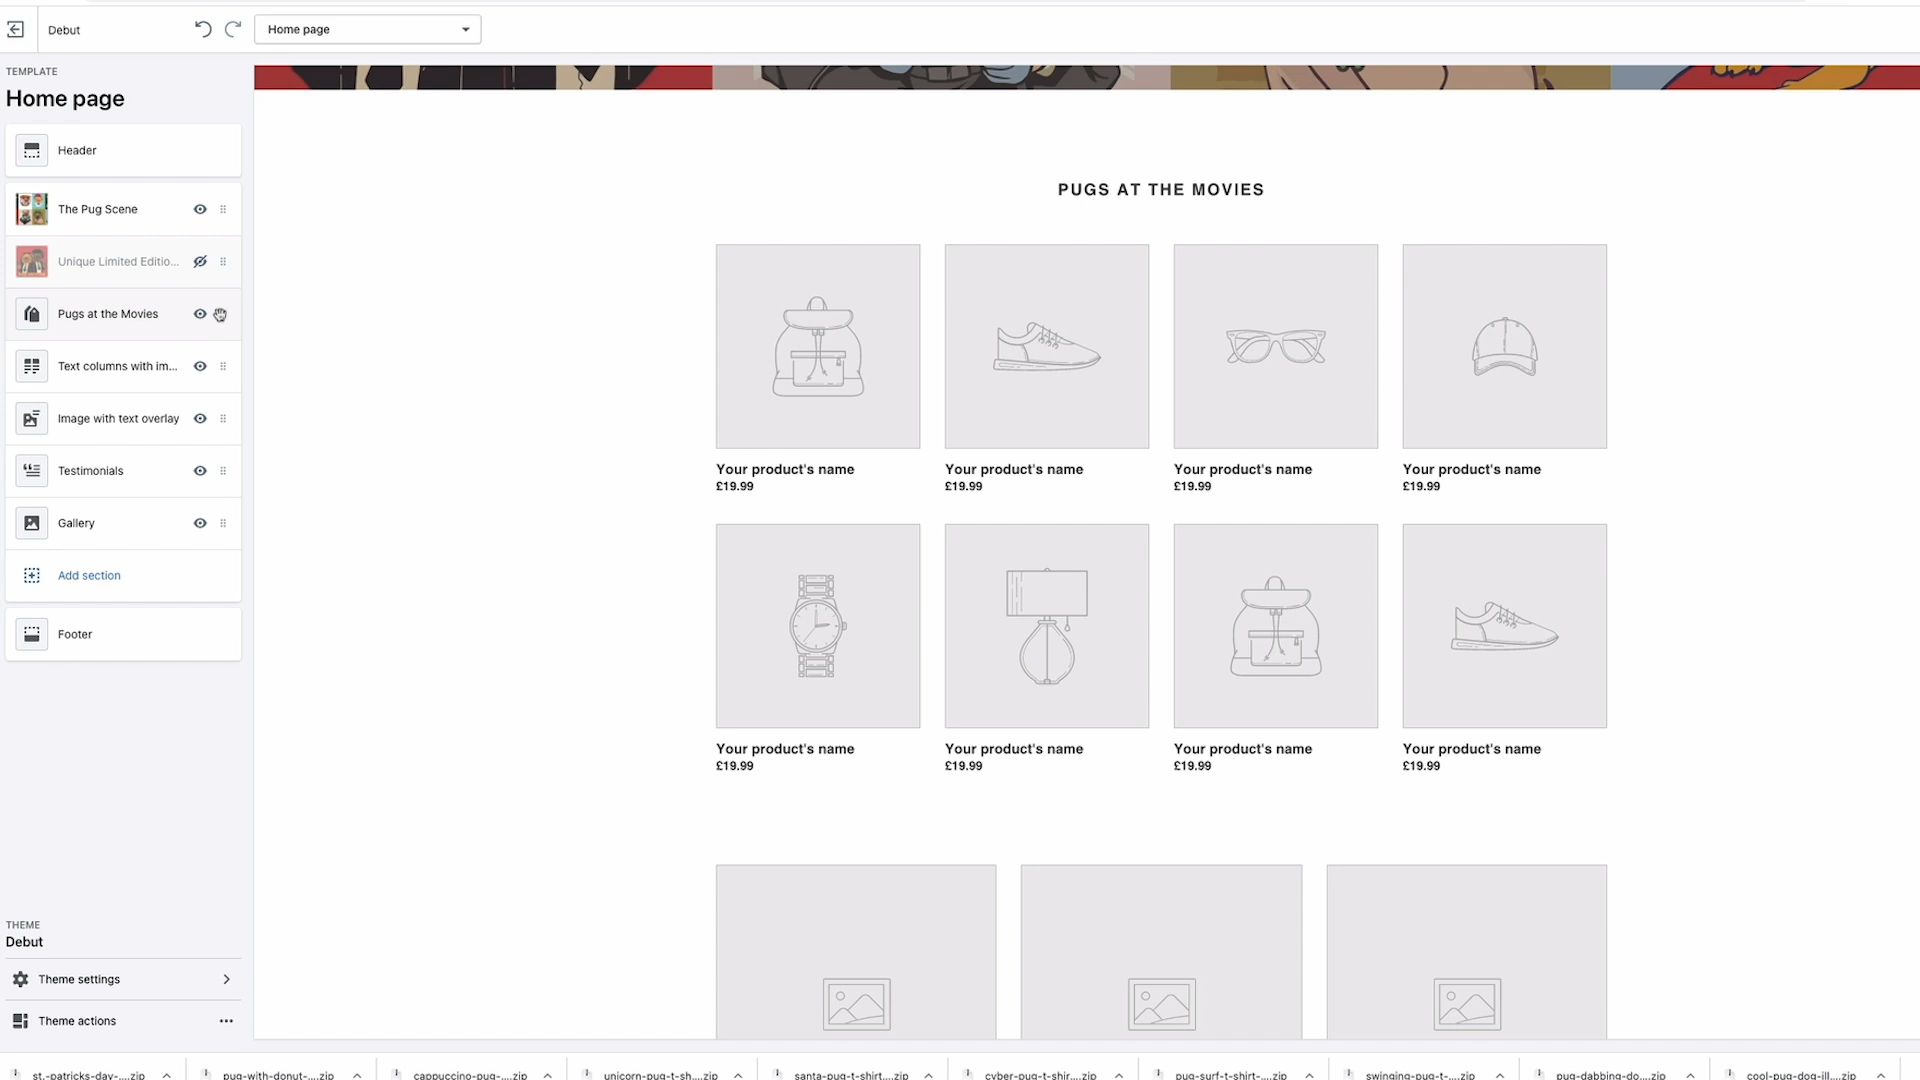 Debut
Home page
TEMPLATE
Home page
Header
The Pug Scene
Unique Limited Editio...
Pugs at the Movies
Text columns with im...
Image with text overlay
Testimonials
Gallery
Add section
Footer
THEME
Debut
Theme settings
Theme actions
PUGS AT THE MOVIES
Your product's name
£19.99
Your product's name
£19.99
Your product's name
£19.99
Your product's name
£19.99
Your product's name
£19.99
Your product's name
£19.99
Your product's name
£19.99
Your product's name
£19.99
st.-patricks-day-....zip
pug-with-donut-....zip
cappuccino-pug-....zip
unicorn-pug-t-sh....zip
santa-pug-t-shirt....zip
cyber-pug-t-shir....zip
pug-surf-t-shirt-....zip
swinging-pug-t-....zip
pug-dabbing-do....zip
cool-pug-dog-ill....zip